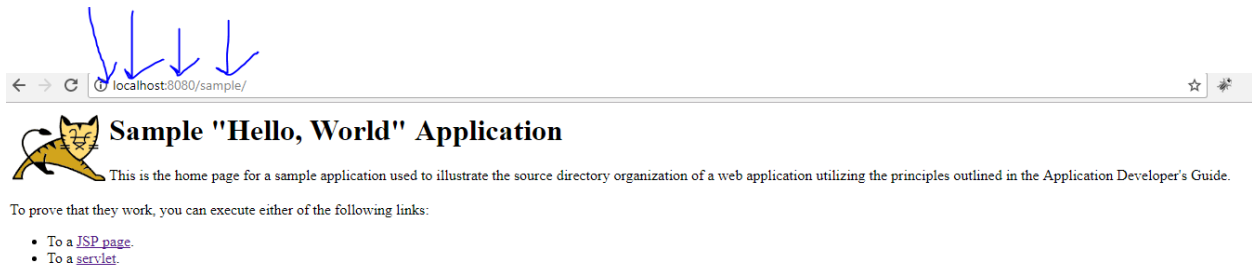 localhost:8080/sample/
Sample "Hello, World" Application
This is the home page for a sample application used to illustrate the source directory organization of a web application utilizing the principles outlined in the Application Developer's Guide.
To prove that they work, you can execute either of the following links:
• To a JSP page.
• To a servlet.